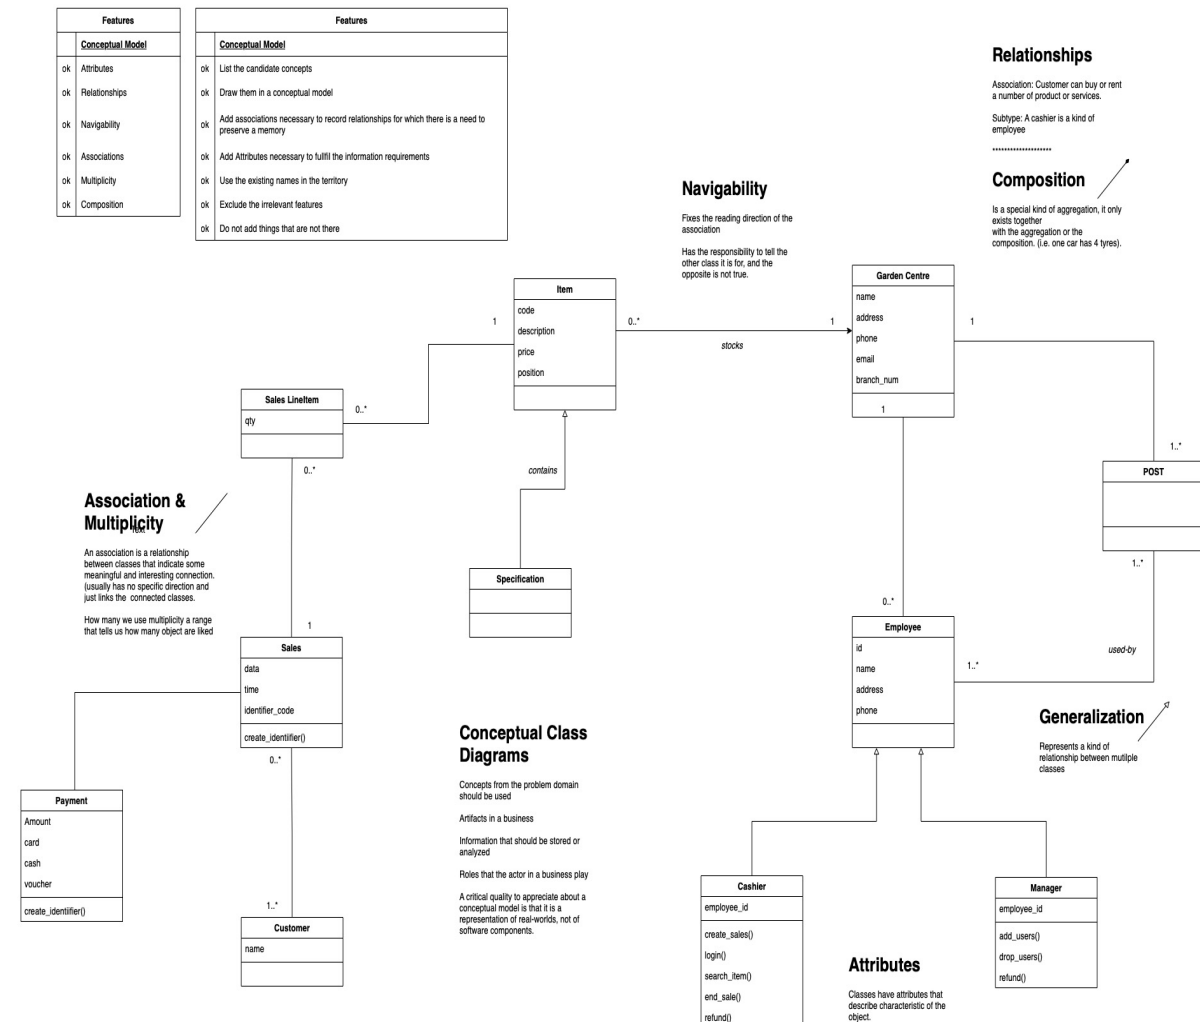 Features
Conceptual Model
ok Attributes
ok Relationships
ok Navigability
ok Associations
ok Multiplicity
ok Composition
Features
Conceptual Model
ok List the candidate concepts
ok Draw them in a conceptual model
ok Add associations necessary to record relationships for which there is a need to
preserve a memory
ok Add Attributes necessary to fullfil the information requirements
ok Use the existing names in the territory
ok Exclude the irrelevant features
ok Do not add things that are not there
Relationships
Association: Customer can buy or rent
a number of product or services.
Subtype: A cashier is a kind of
employee
********************
Composition
Is a special kind of aggregation, it only
exists together
with the aggregation or the
composition. (i.e. one car has 4 tyres).
Navigability
Fixes the reading direction of the
association
Has the responsibility to tell the
other class it is for, and the
opposite is not true.
Item
code
description
price
position
1
0..*
1
stocks
Garden Centre
name
address
phone
email
branch_num
1
1
1..*
POST
1..*
Sales LineItem
qty
0..*
0..*
contains
Specification
Association &
Multiplicity
Text
An association is a relationship
between classes that indicate some
meaningful and interesting connection.
(usually has no specific direction and
just links the connected classes.
How many we use multiplicity a range
that tells us how many object are liked
1
Sales
data
time
identifier_code
create_identiifier()
0..*
0..*
Employee
id
name
address
phone
1..*
used-by
Generalization
Represents a kind of
relationship between mutilple
classes
Conceptual Class
Diagrams
Concepts from the problem domain
should be used
Artifacts in a business
Information that should be stored or
analyzed
Roles that the actor in a business play
A critical quality to appreciate about a
conceptual model is that it is a
representation of real-worlds, not of
software components.
Payment
Amount
card
cash
voucher
create_identiifier()
1..*
Customer
name
Cashier
employee_id
create_sales()
login()
search_item()
end_sale()
refund()
Manager
employee_id
add_users()
drop_users()
refund()
Attributes
Classes have attributes that
describe characteristic of the
object.